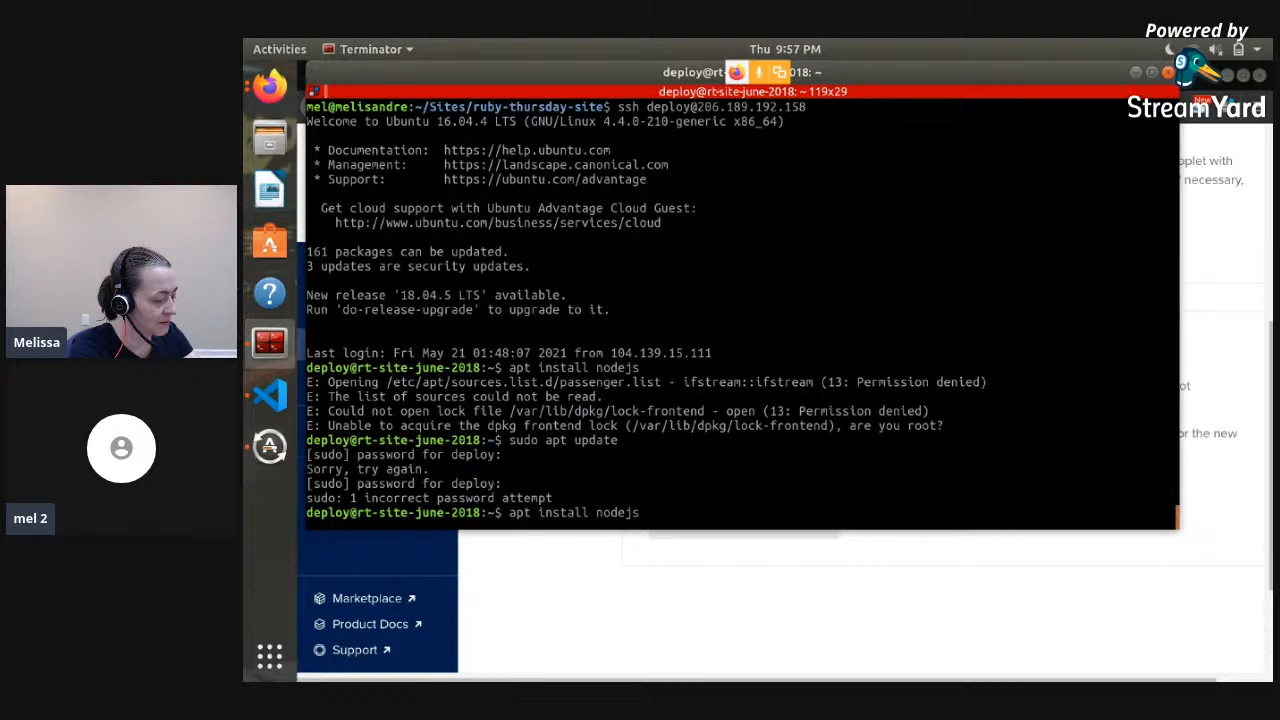 Powered by
StreamYard
Activities
Terminator
Thu 9:57 PM
deploy@rt-
018: ~
deploy@rt-site-june-2018: ~ 119x29
mel@melisandre:~/Sites/ruby-thursday-site$ ssh deploy@206.189.192.158
Welcome to Ubuntu 16.04.4 LTS (GNU/Linux 4.4.0-210-generic x86_64)
* Documentation: https://help.ubuntu.com
* Management: https://landscape.canonical.com
* Support: https://ubuntu.com/advantage
Get cloud support with Ubuntu Advantage Cloud Guest:
http://www.ubuntu.com/business/services/cloud
161 packages can be updated.
3 updates are security updates.
New release '18.04.5 LTS' available.
Run 'do-release-upgrade' to upgrade to it.
Last login: Fri May 21 01:48:07 2021 from 104.139.15.111
deploy@rt-site-june-2018:~$ apt install nodejs
E: Opening /etc/apt/sources.list.d/passenger.list - ifstream::ifstream (13: Permission denied)
E: The list of sources could not be read.
E: Could not open lock file /var/lib/dpkg/lock-frontend - open (13: Permission denied)
E: Unable to acquire the dpkg frontend lock (/var/lib/dpkg/lock-frontend), are you root?
deploy@rt-site-june-2018:~$ sudo apt update
[sudo] password for deploy:
Sorry, try again.
[sudo] password for deploy:
sudo: 1 incorrect password attempt
deploy@rt-site-june-2018:~$ apt install nodejs
plet with
necessary,
ot
or the new
Marketplace
Product Docs
Support
Melissa
mel 2